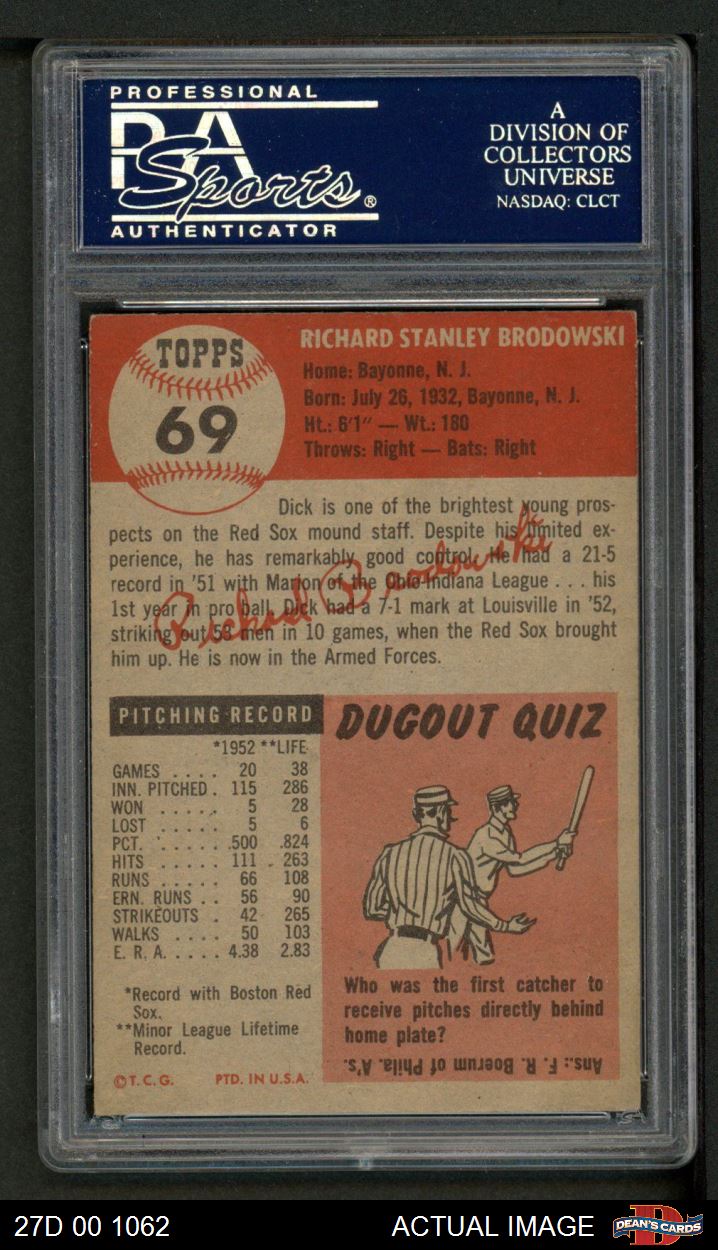 PROFESSIONAL
PSA
Sports®
AUTHENTICATOR
A
DIVISION OF
COLLECTORS
UNIVERSE
NASDAQ: CLCT
TOPPS
69
RICHARD STANLEY BRODOWSKI
Home: Bayonne, N. J.
Born: July 26, 1932, Bayonne, N. J.
Ht.: 6'1" — Wt.: 180
Throws: Right — Bats: Right
Dick is one of the brightest young pros-
pects on the Red Sox mound staff. Despite his limited ex-
perience, he has remarkably good control. He had a 21-5
record in '51 with Marion of the Ohio-Indiana League . . . his
1st year in pro ball. Dick had a 7-1 mark at Louisville in '52,
striking out 53 men in 10 games, when the Red Sox brought
him up. He is now in the Armed Forces.
Richard Brodowski
PITCHING RECORD
*1952 **LIFE
GAMES . . . . 20 38
INN. PITCHED . 115 286
WON . . . . . 5 28
LOST . . . . . 5 6
PCT. . . . . . .500 .824
HITS . . . . . 111 263
RUNS . . . . . 66 108
ERN. RUNS . . 56 90
STRIKEOUTS . 42 265
WALKS . . . . 50 103
E. R. A. . . . . 4.38 2.83
*Record with Boston Red
Sox.
**Minor League Lifetime
Record.
© T. C. G. PTD. IN U.S.A.
DUGOUT QUIZ
Who was the first catcher to
receive pitches directly behind
home plate?
Ans.: F. R. Boerum of Phila. A's.
27D 00 1062
ACTUAL IMAGE
D
DEAN'S CARDS